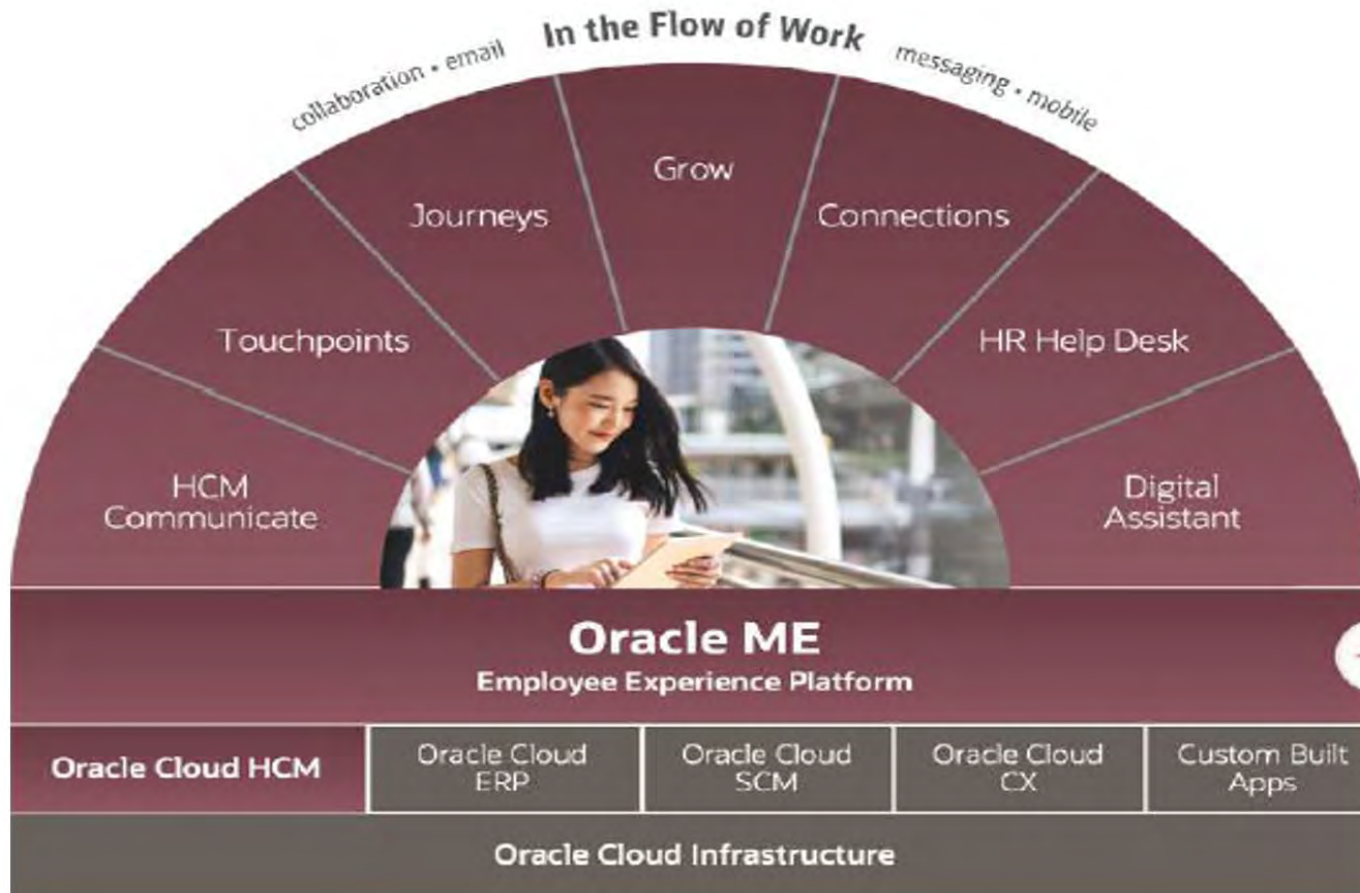 In the Flow of Work
collaboration • email
messaging • mobile
Grow
Journeys
Connections
Touchpoints
HR Help Desk
HCM
Communicate
Digital
Assistant
Oracle ME
Employee Experience Platform
Oracle Cloud HCM
Oracle Cloud
ERP
Oracle Cloud
SCM
Oracle Cloud
CX
Custom Built
Apps
Oracle Cloud Infrastructure